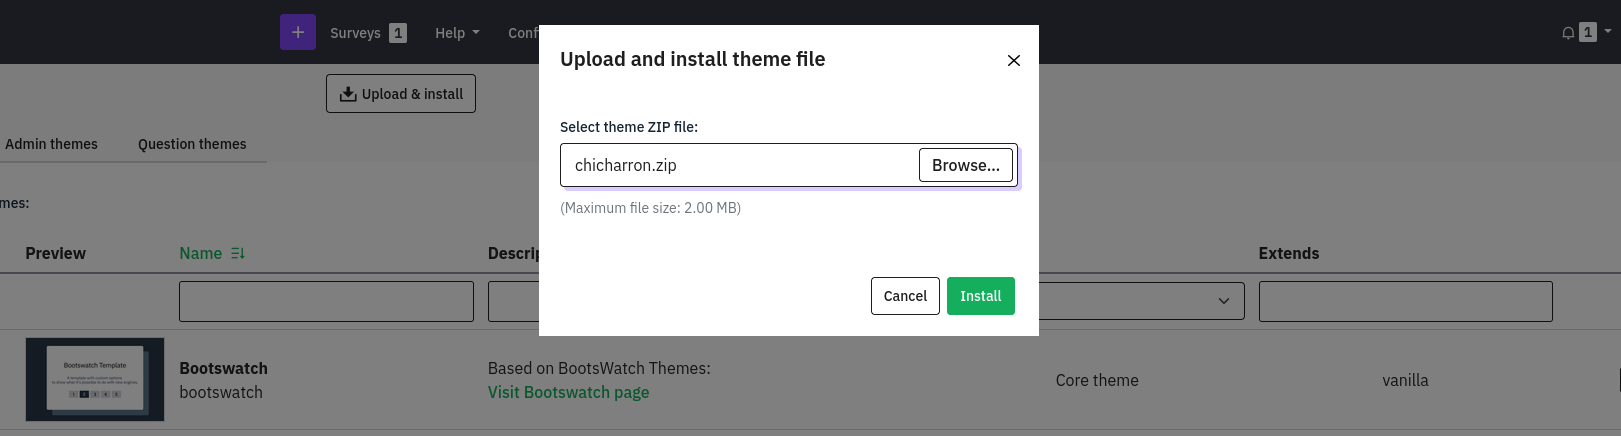 +
Surveys 1
Help
Conf
1
Upload and install theme file
Upload & install
Select theme ZIP file:
Admin themes
Question themes
chicharron.zip
Browse...
mes:
(Maximum file size: 2.00 MB)
Preview
Name
Descrip
Extends
Cancel
Install
Bootswatch Template
Bootswatch
bootswatch
Based on BootsWatch Themes:
Visit Bootswatch page
Core theme
vanilla